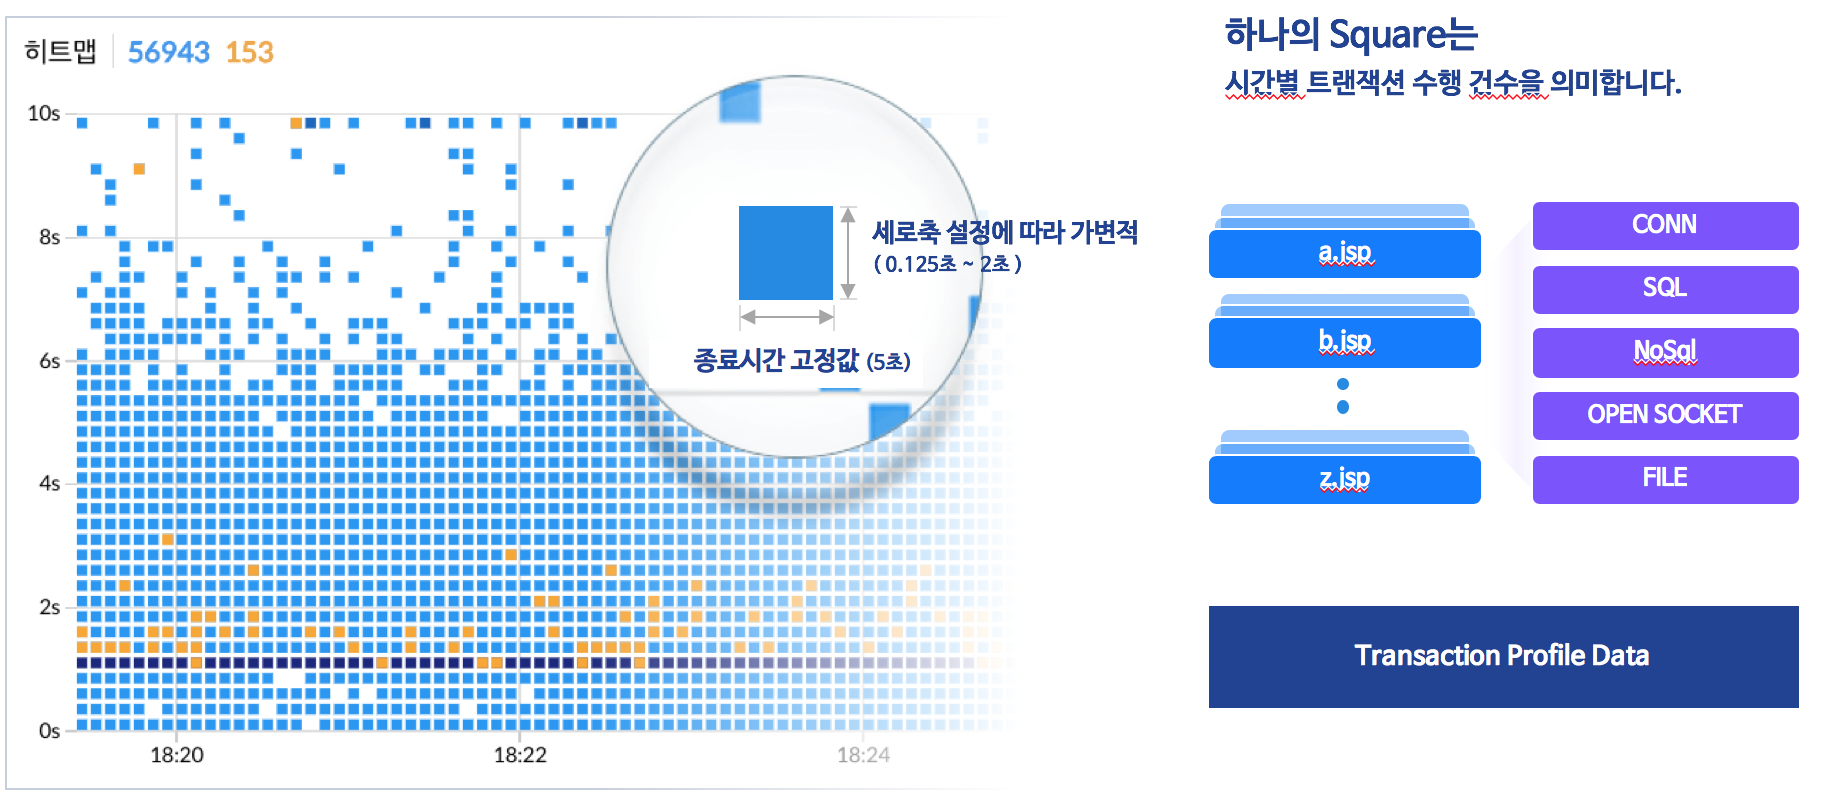 히트맵 56943 153
10s
8s
6s
4s
2s
0s
18:20 18:22 18:24
세로축 설정에 따라 가변적
( 0.125초 ~ 2초 )
종료시간 고정값 (5초)
하나의 Square는
시간별 트랜잭션 수행 건수을 의미합니다.
a.jsp
b.jsp
z.jsp
CONN
SQL
NoSql
OPEN SOCKET
FILE
Transaction Profile Data